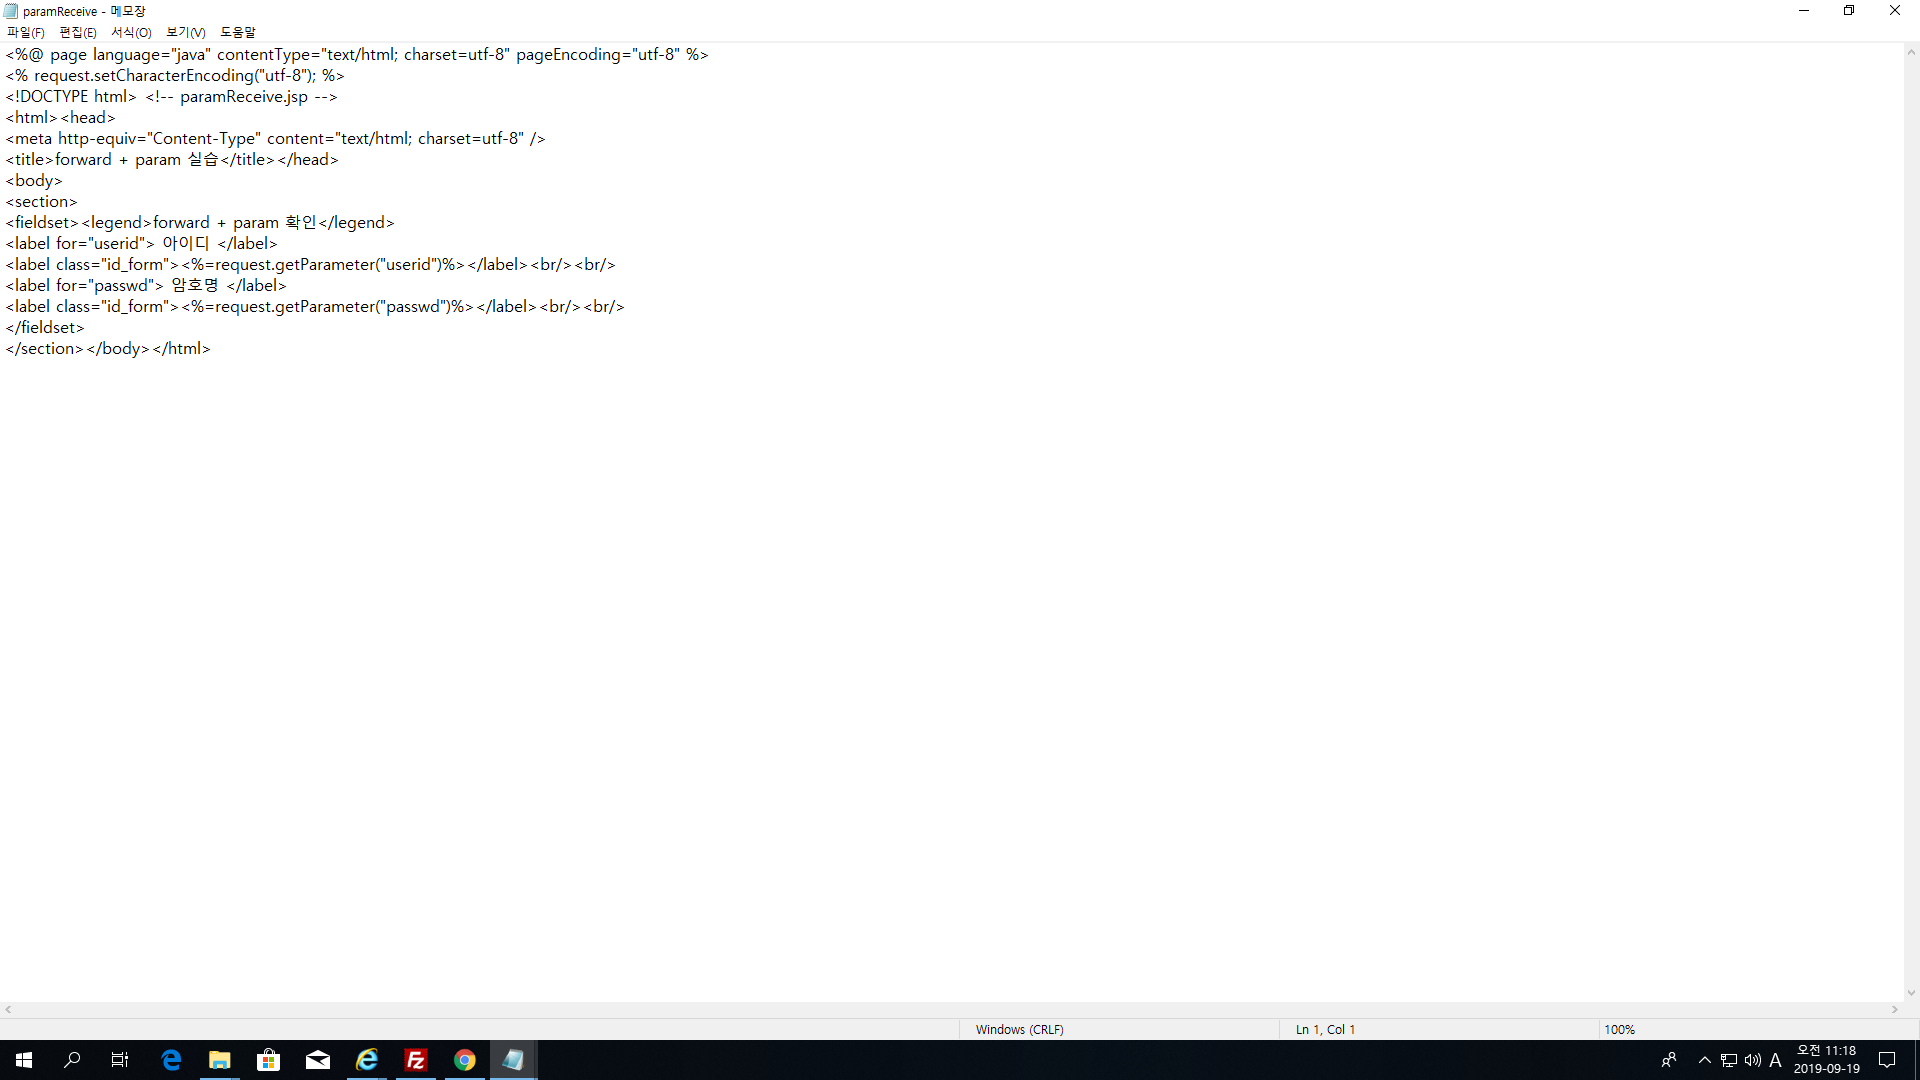 paramReceive - 메모장
파일(F) 편집(E) 서식(O) 보기(V) 도움말
<%@ page language="java" contentType="text/html; charset=utf-8" pageEncoding="utf-8" %>
<% request.setCharacterEncoding("utf-8"); %>
<!DOCTYPE html> <!-- paramReceive.jsp -->
<html><head>
<meta http-equiv="Content-Type" content="text/html; charset=utf-8" />
<title>forward + param 실습</title></head>
<body>
<section>
<fieldset><legend>forward + param 확인</legend>
<label for="userid"> 아이디 </label>
<label class="id_form"><%=request.getParameter("userid")%></label><br/><br/>
<label for="passwd"> 암호명 </label>
<label class="id_form"><%=request.getParameter("passwd")%></label><br/><br/>
</fieldset>
</section></body></html>
Windows (CRLF) Ln 1, Col 1 100%
A 오전 11:18
2019-09-19